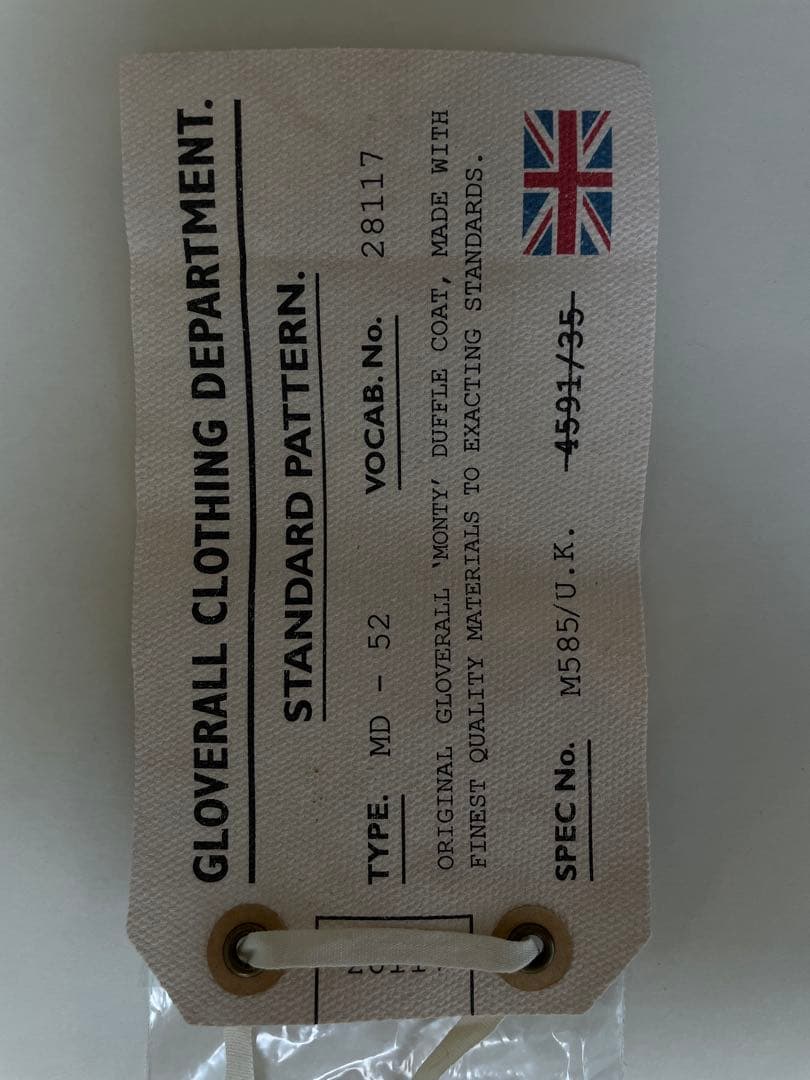 GLOVERALL CLOTHING DEPARTMENT.
STANDARD PATTERN.
TYPE. MD - 52 VOCAB. No. 28117
ORIGINAL GLOVERALL 'MONTY' DUFFLE COAT, MADE WITH
FINEST QUALITY MATERIALS TO EXACTING STANDARDS.
SPEC No. M585/U.K. 4591/35